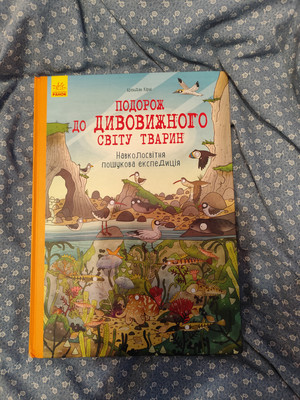 ПОДОРОЖ
ДО ДИВОВИЖНОГО
СВІТУ ТВАРИН
Навколосвітня
пошукова експедиція